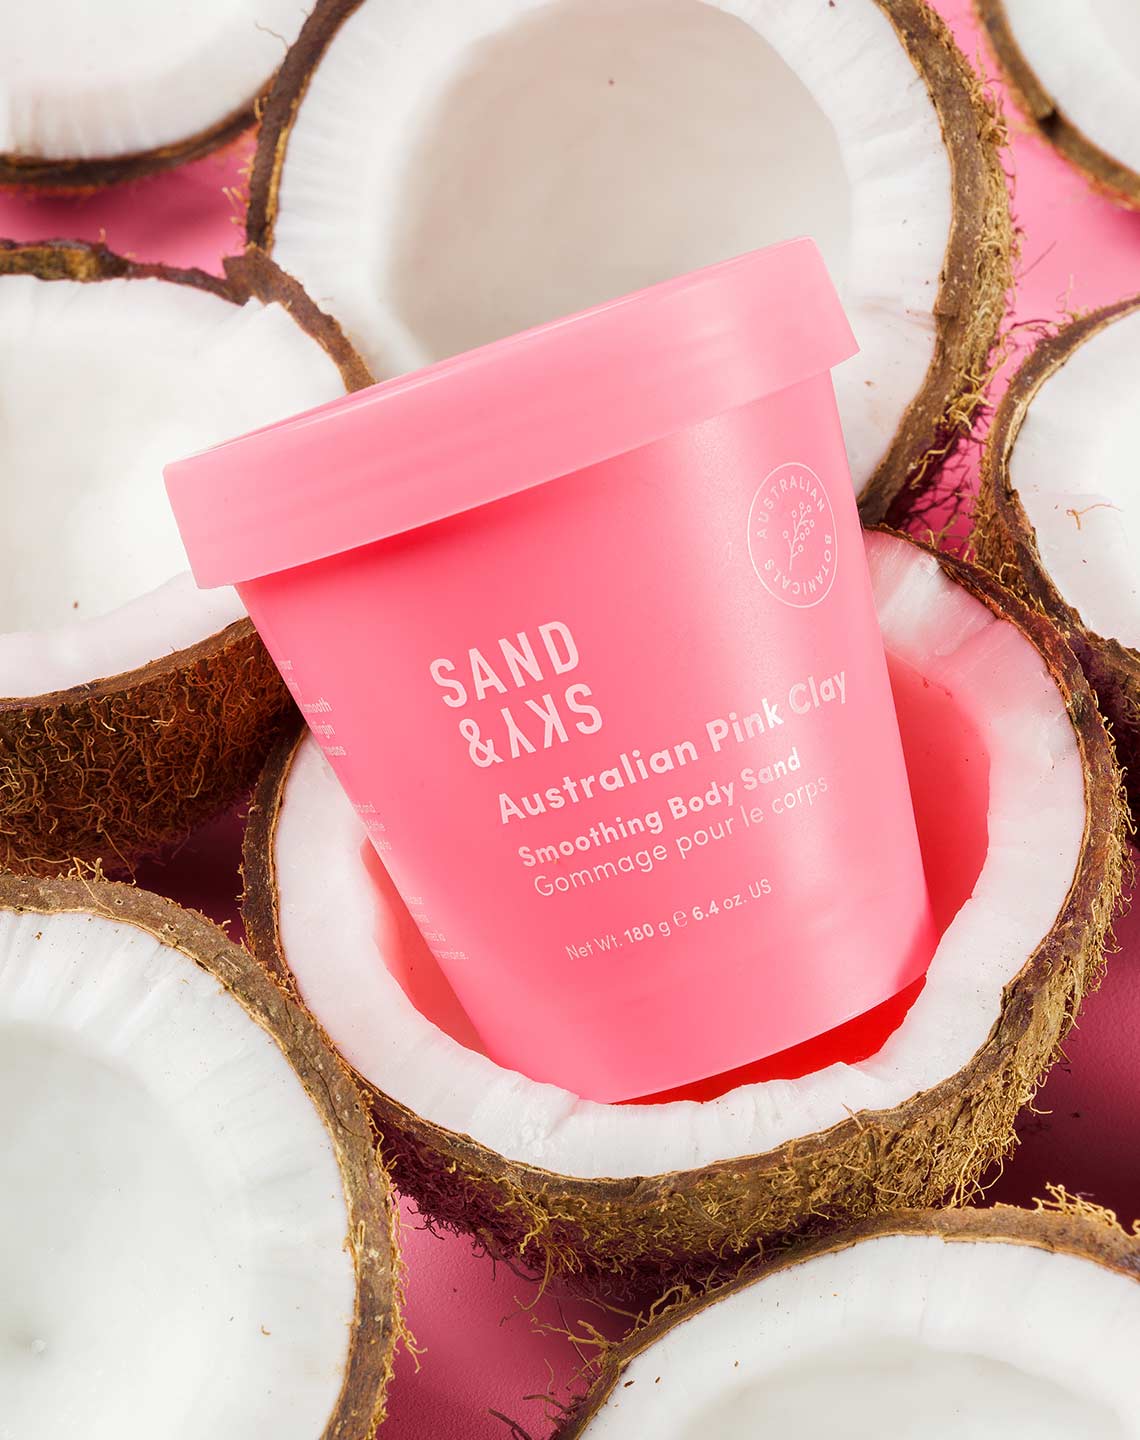 AUSTRALIAN BOTANICALS
SAND
&SKY
Australian Pink Clay
Smoothing Body Sand
Gommage pour le corps
Net Wt. 180 g ℮ 6.4 oz. US